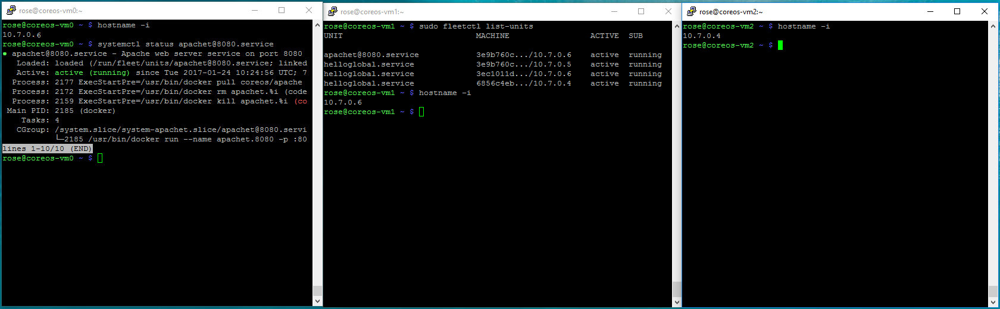 rose@coreos-vm0:~
rose@coreos-vm0 ~ $ hostname -i
10.7.0.6
rose@coreos-vm0 ~ $ systemctl status apachet@8080.service
● apachet@8080.service - Apache web server service on port 8080
Loaded: loaded (/run/fleet/units/apachet@8080.service; linked
Active: active (running) since Tue 2017-01-24 10:24:56 UTC; 7
Process: 2177 ExecStartPre=/usr/bin/docker pull coreos/apache
Process: 2172 ExecStartPre=/usr/bin/docker rm apachet.%i (code
Process: 2159 ExecStartPre=/usr/bin/docker kill apachet.%i (co
Main PID: 2185 (docker)
Tasks: 4
CGroup: /system.slice/system-apachet.slice/apachet@8080.servi
└─2185 /usr/bin/docker run --name apachet.8080 -p :80
lines 1-10/10 (END)
rose@coreos-vm0 ~ $
rose@coreos-vm1:~
rose@coreos-vm1 ~ $ sudo fleetctl list-units
UNIT MACHINE ACTIVE SUB
apachet@8080.service 3e9b760c.../10.7.0.6 active running
helloglobal.service 3e9b760c.../10.7.0.5 active running
helloglobal.service 3ec1011d.../10.7.0.6 active running
helloglobal.service 6856c4eb.../10.7.0.4 active running
rose@coreos-vm1 ~ $ hostname -i
10.7.0.6
rose@coreos-vm1 ~ $
rose@coreos-vm2:~
rose@coreos-vm2 ~ $ hostname -i
10.7.0.4
rose@coreos-vm2 ~ $